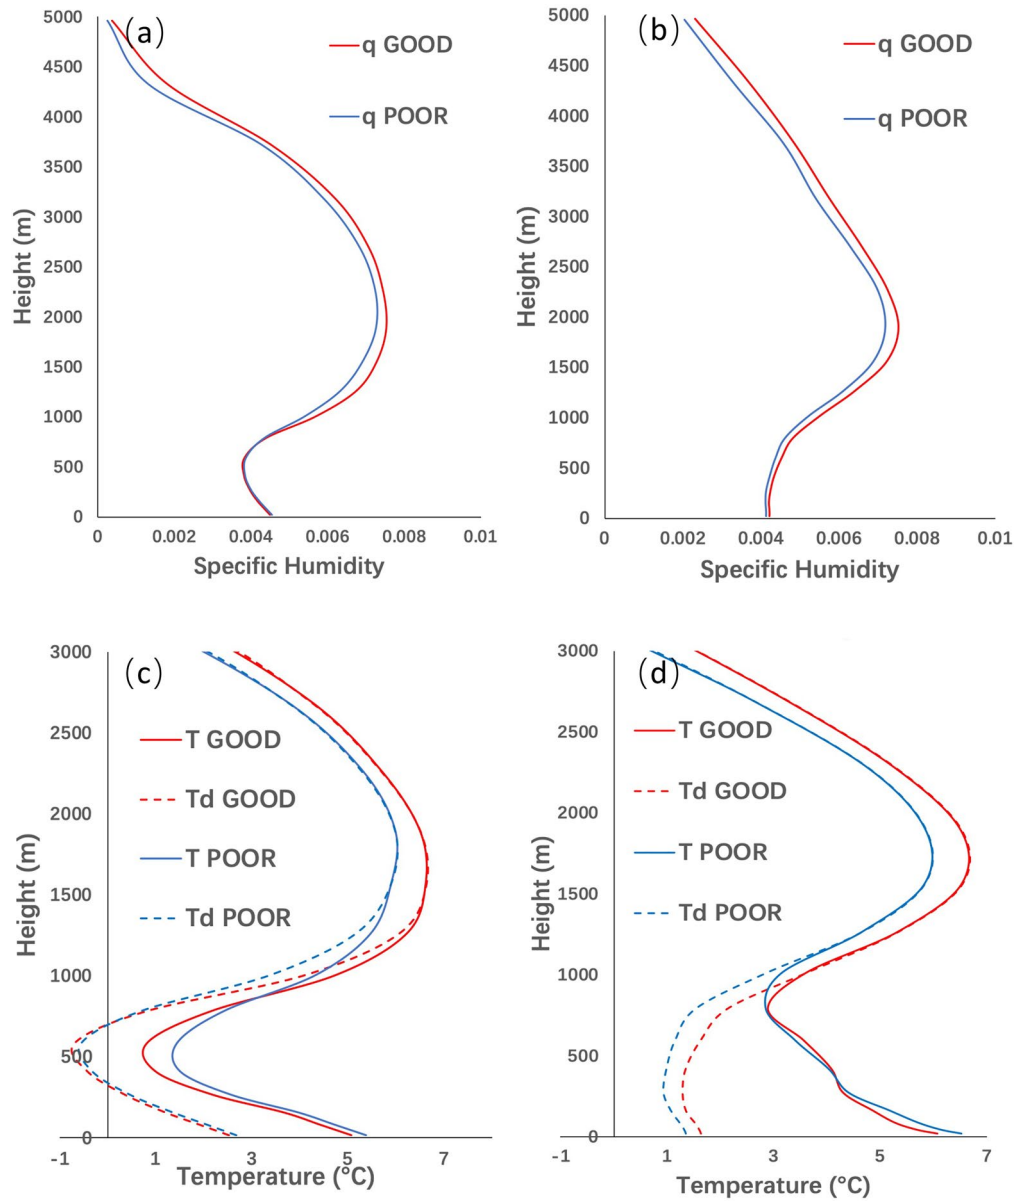 (a)
q GOOD
q POOR
5000
4500
4000
3500
3000
2500
2000
1500
1000
500
0
Height (m)
0 0.002 0.004 0.006 0.008 0.01
Specific Humidity
(b)
q GOOD
q POOR
5000
4500
4000
3500
3000
2500
2000
1500
1000
500
0
Height (m)
0 0.002 0.004 0.006 0.008 0.01
Specific Humidity
(c)
T GOOD
Td GOOD
T POOR
Td POOR
3000
2500
2000
1500
1000
500
0
Height (m)
-1 1 3 5 7
Temperature (°C)
(d)
T GOOD
Td GOOD
T POOR
Td POOR
3000
2500
2000
1500
1000
500
0
Height (m)
-1 1 3 5 7
Temperature (°C)